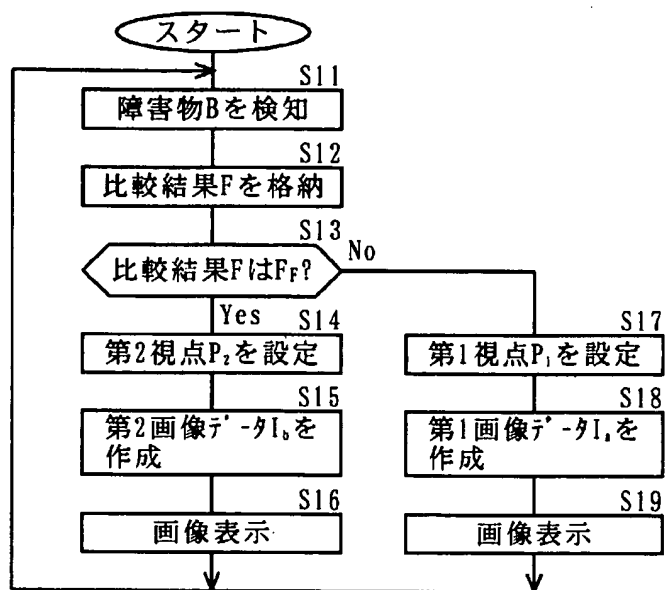 スタート
S11
障害物Bを検知
S12
比較結果Fを格納
S13
比較結果FはFF?
No
Yes
S14
第2視点P2を設定
S15
第2画像データIbを
作成
S16
画像表示
S17
第1視点P1を設定
S18
第1画像データIaを
作成
S19
画像表示